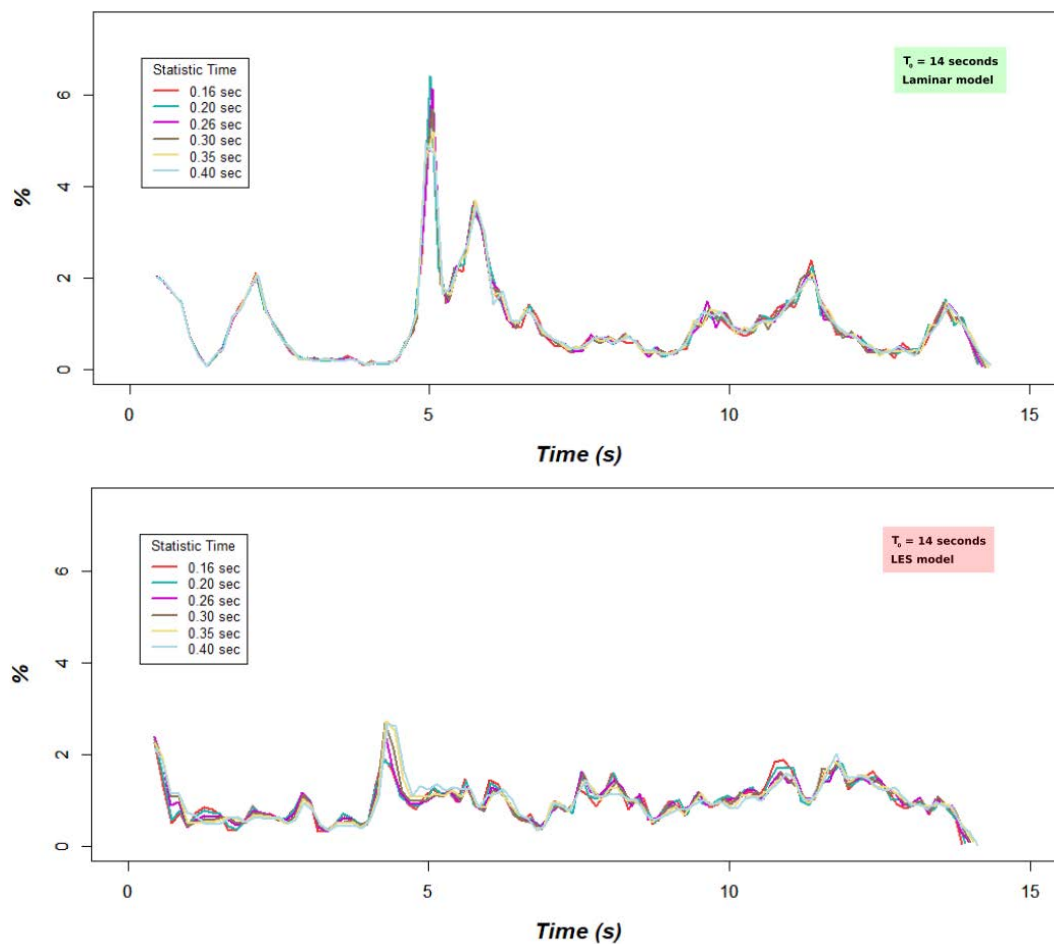 T₀ = 14 seconds
Laminar model
Statistic Time
0.16 sec
0.20 sec
0.26 sec
0.30 sec
0.35 sec
0.40 sec
%
6
4
2
0
0 5 10 15
Time (s)
T₀ = 14 seconds
LES model
Statistic Time
0.16 sec
0.20 sec
0.26 sec
0.30 sec
0.35 sec
0.40 sec
%
6
4
2
0
0 5 10 15
Time (s)